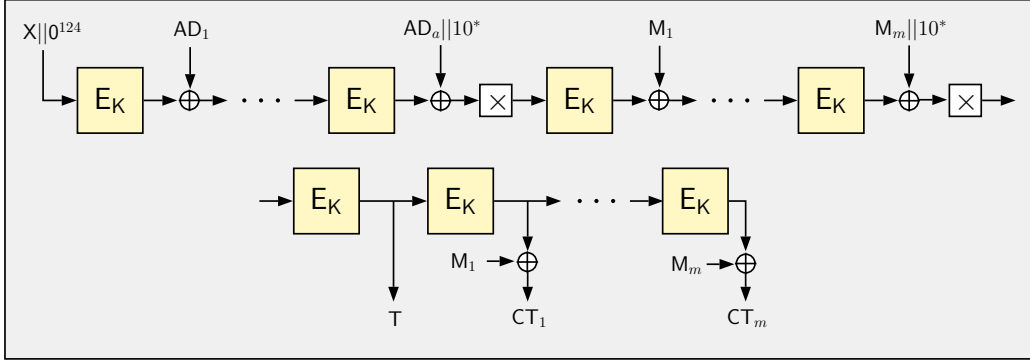 X||0^124 AD_1 AD_a||10^* M_1 M_m||10^*
E_K · · · E_K × E_K · · · E_K ×
E_K E_K · · · E_K
M_1 M_m
T CT_1 CT_m